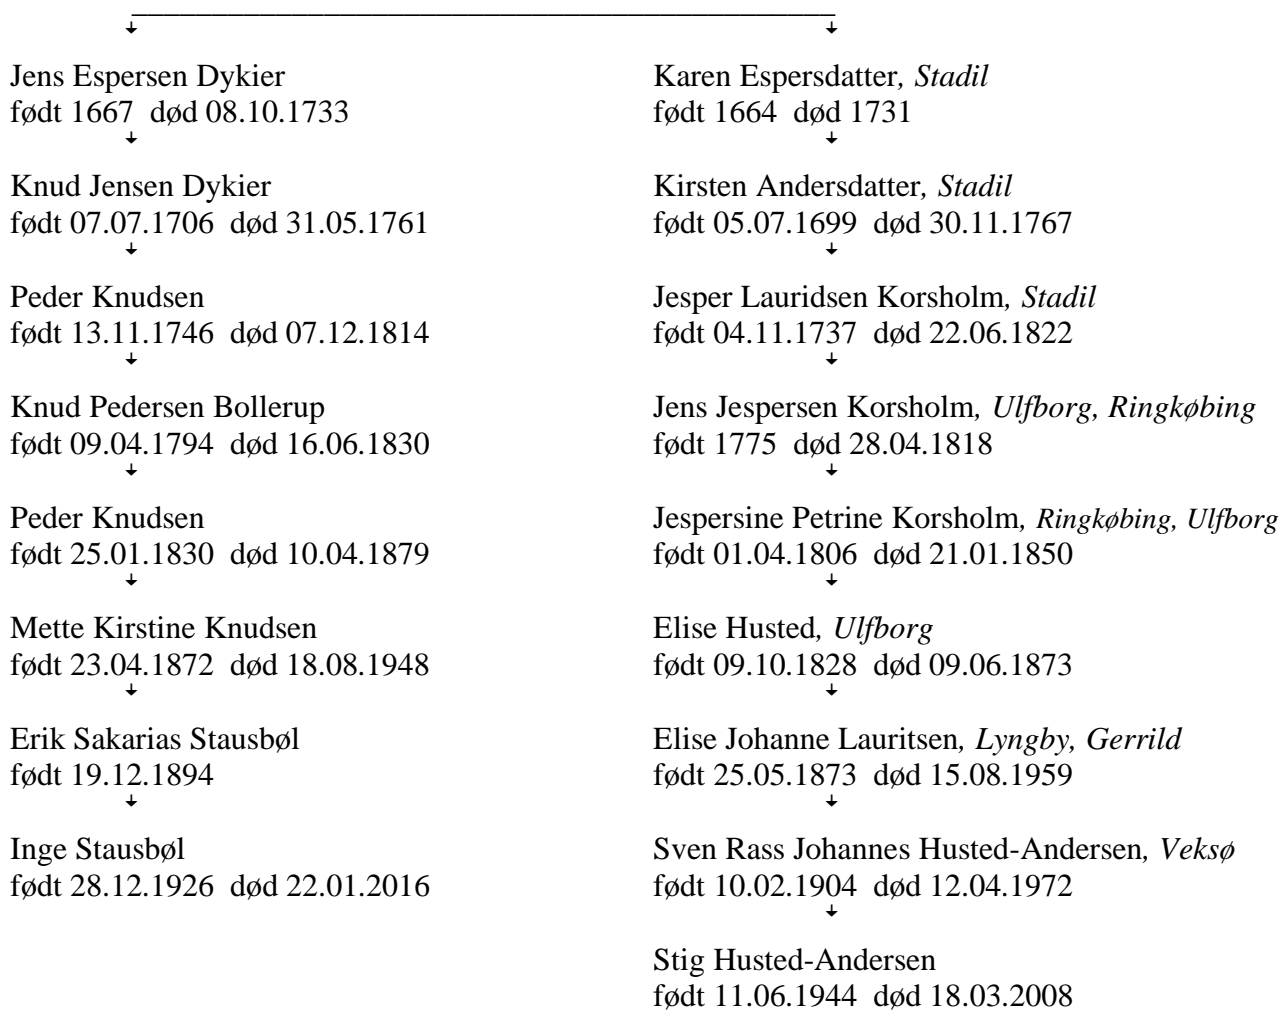 Jens Espersen Dykier
født 1667 død 08.10.1733
Karen Espersdatter, Stadil
født 1664 død 1731
Knud Jensen Dykier
født 07.07.1706 død 31.05.1761
Kirsten Andersdatter, Stadil
født 05.07.1699 død 30.11.1767
Peder Knudsen
født 13.11.1746 død 07.12.1814
Jesper Lauridsen Korsholm, Stadil
født 04.11.1737 død 22.06.1822
Knud Pedersen Bollerup
født 09.04.1794 død 16.06.1830
Jens Jespersen Korsholm, Ulfborg, Ringkøbing
født 1775 død 28.04.1818
Peder Knudsen
født 25.01.1830 død 10.04.1879
Jespersine Petrine Korsholm, Ringkøbing, Ulfborg
født 01.04.1806 død 21.01.1850
Mette Kirstine Knudsen
født 23.04.1872 død 18.08.1948
Elise Husted, Ulfborg
født 09.10.1828 død 09.06.1873
Erik Sakarias Stausbøl
født 19.12.1894
Elise Johanne Lauritsen, Lyngby, Gerrild
født 25.05.1873 død 15.08.1959
Inge Stausbøl
født 28.12.1926 død 22.01.2016
Sven Rass Johannes Husted-Andersen, Veksø
født 10.02.1904 død 12.04.1972
Stig Husted-Andersen
født 11.06.1944 død 18.03.2008